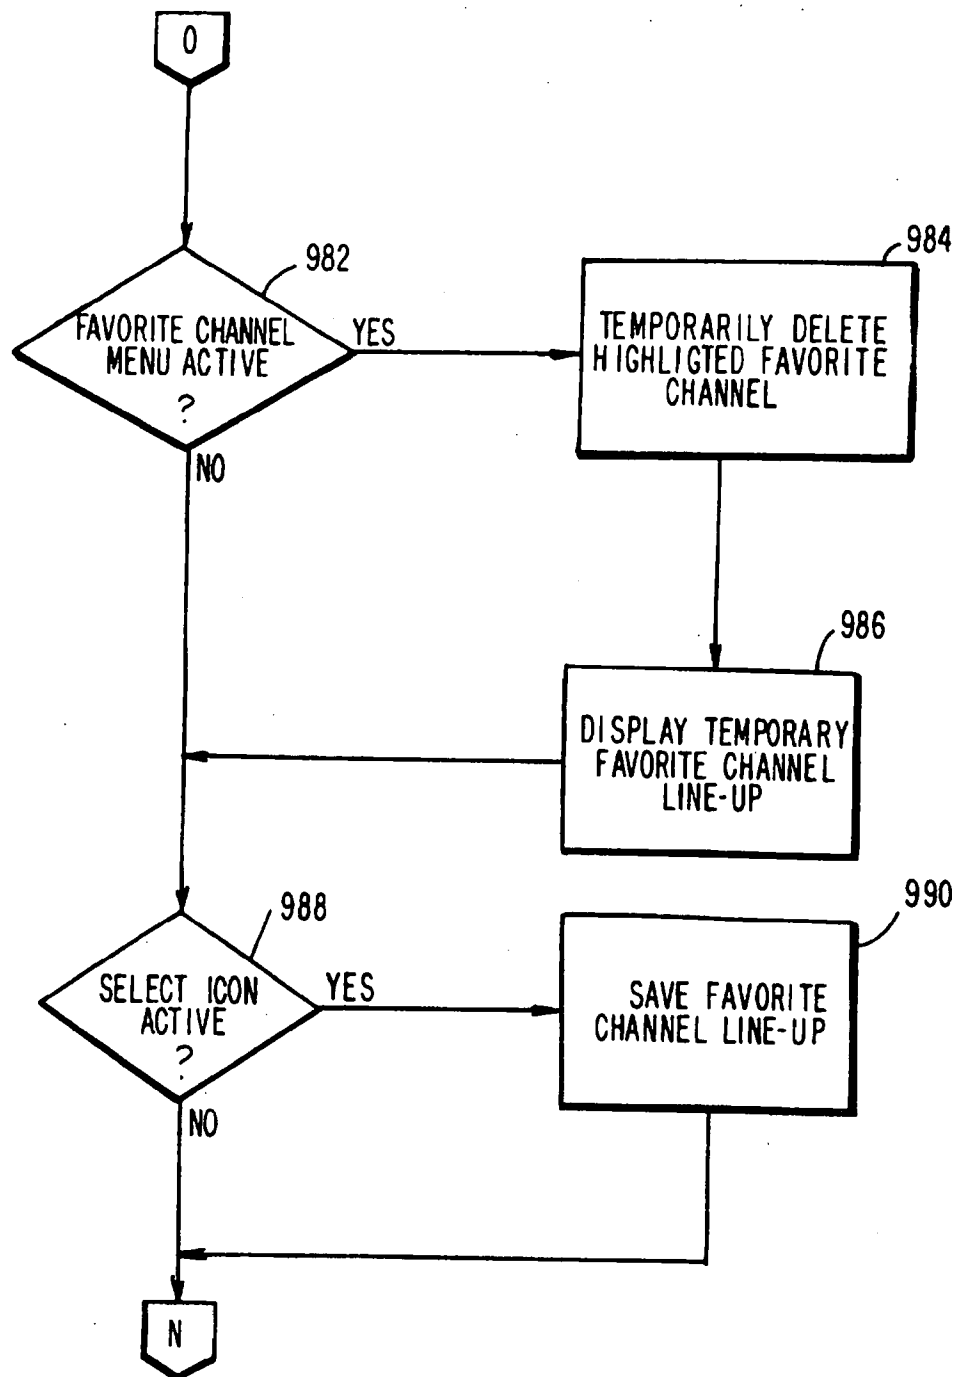 O
982
FAVORITE CHANNEL
MENU ACTIVE
?
YES
NO
984
TEMPORARILY DELETE
HIGHLIGTED FAVORITE
CHANNEL
986
DISPLAY TEMPORARY
FAVORITE CHANNEL
LINE-UP
988
SELECT ICON
ACTIVE
?
YES
NO
990
SAVE FAVORITE
CHANNEL LINE-UP
N